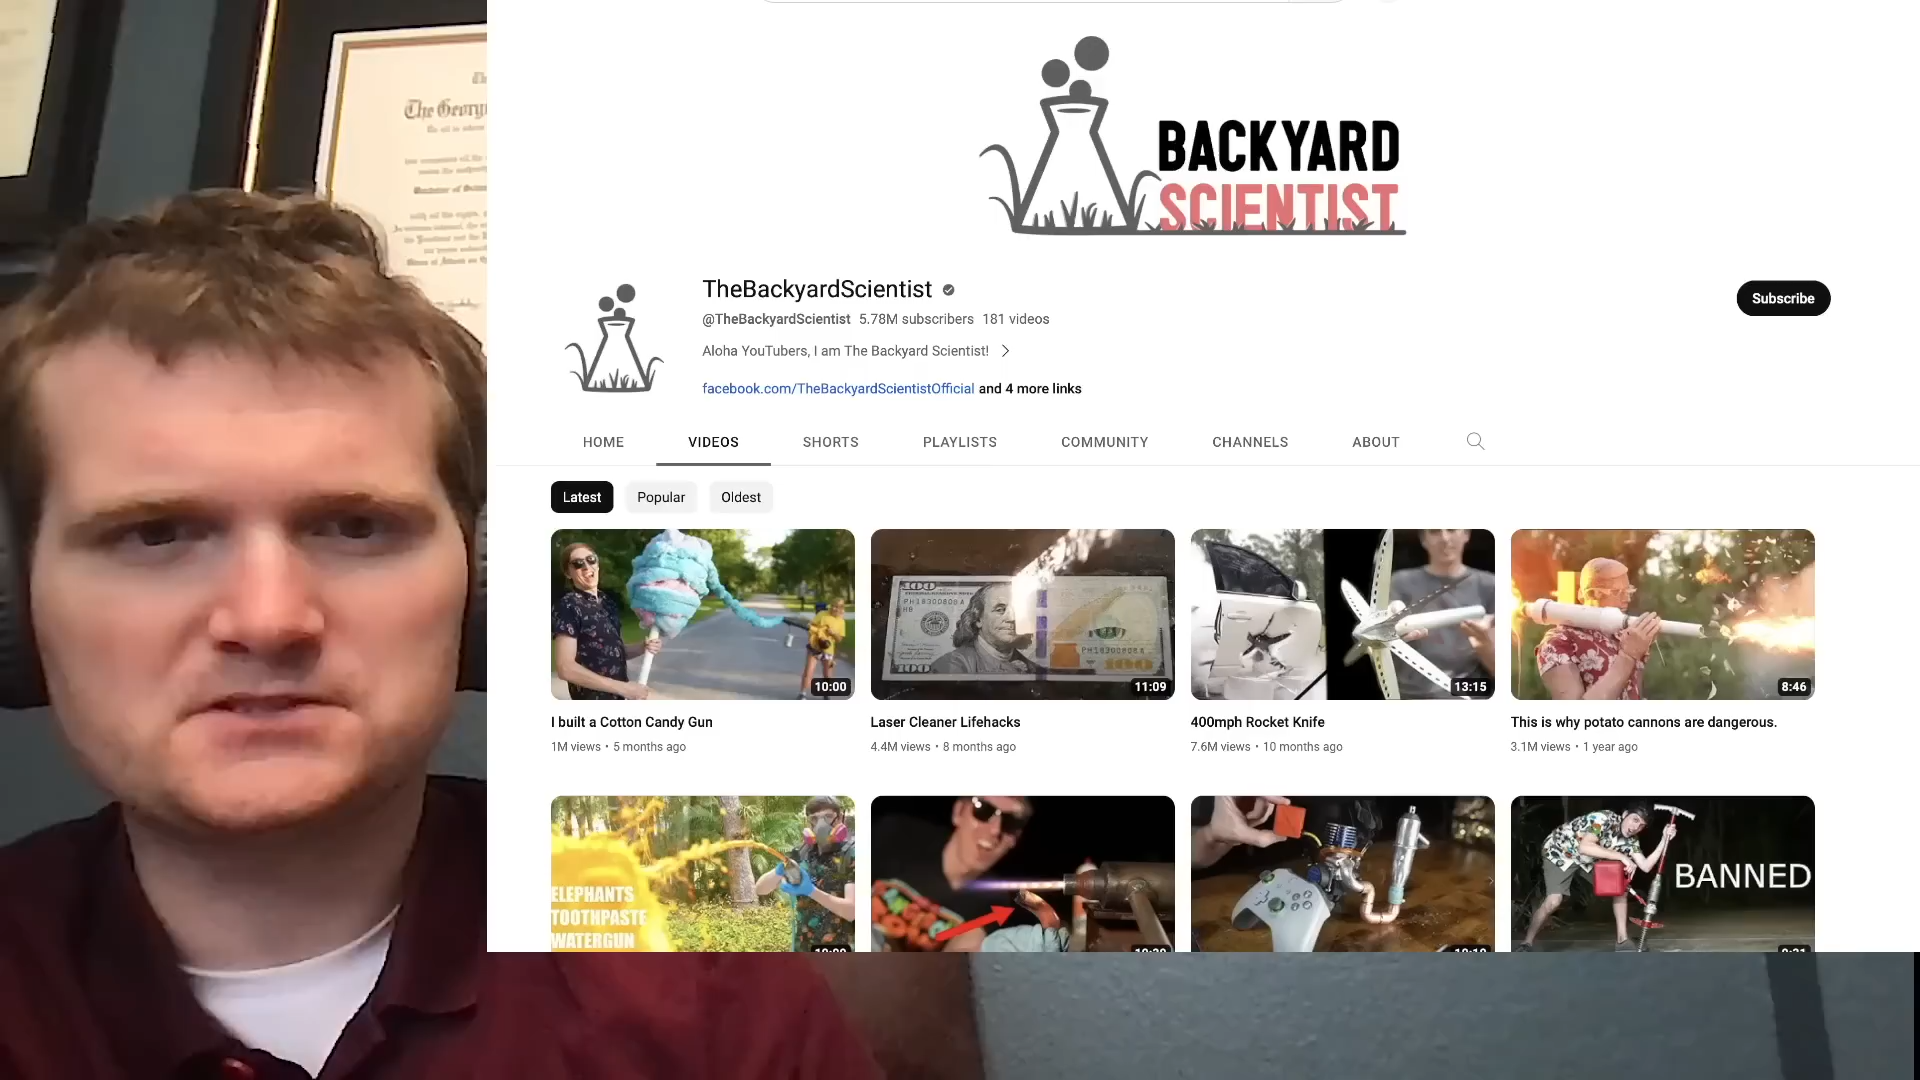 The Georg
BACKYARD
SCIENTIST
TheBackyardScientist
@TheBackyardScientist 5.78M subscribers 181 videos
Aloha YouTubers, I am The Backyard Scientist!
facebook.com/TheBackyardScientistOfficial and 4 more links
Subscribe
HOME VIDEOS SHORTS PLAYLISTS COMMUNITY CHANNELS ABOUT
Latest Popular Oldest
10:00
11:09
13:15
8:46
I built a Cotton Candy Gun
1M views • 5 months ago
Laser Cleaner Lifehacks
4.4M views • 8 months ago
400mph Rocket Knife
7.6M views • 10 months ago
This is why potato cannons are dangerous.
3.1M views • 1 year ago
ELEPHANTS
TOOTHPASTE
WATERGUN
BANNED